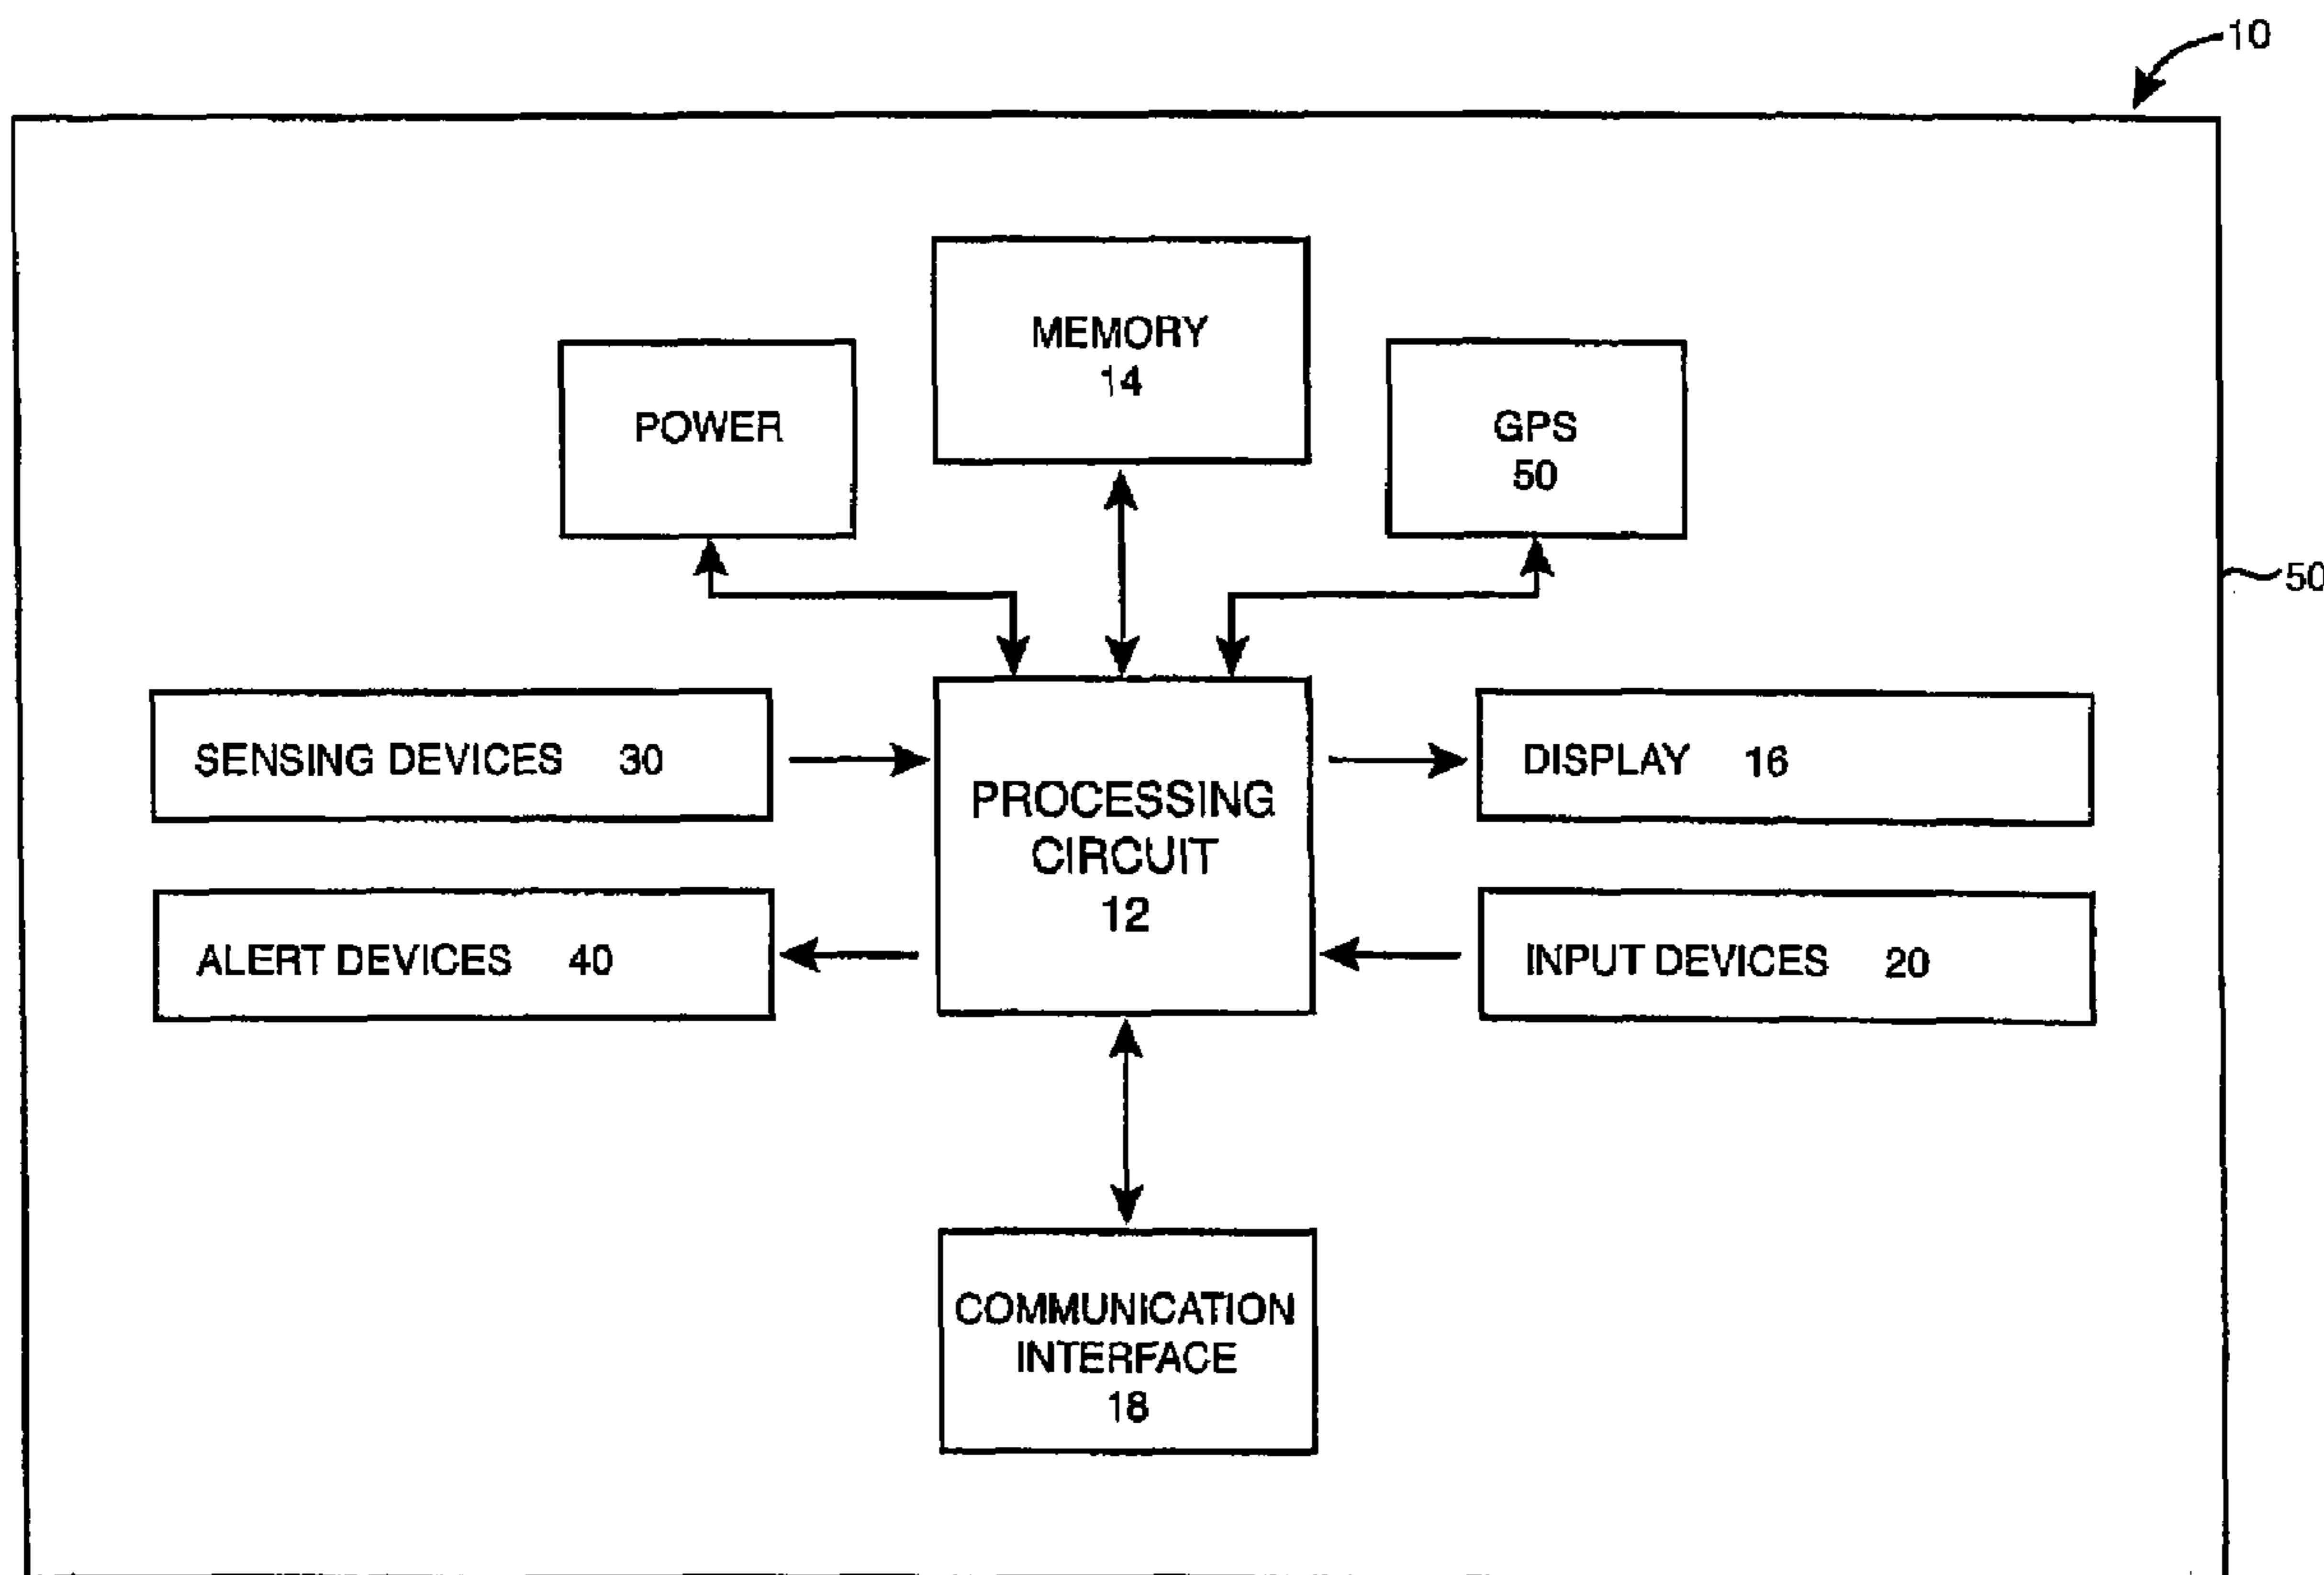 10
MEMORY
14
POWER
GPS
50
50
SENSING DEVICES 30
DISPLAY 16
PROCESSING
CIRCUIT
12
ALERT DEVICES 40
INPUT DEVICES 20
COMMUNICATION
INTERFACE
18